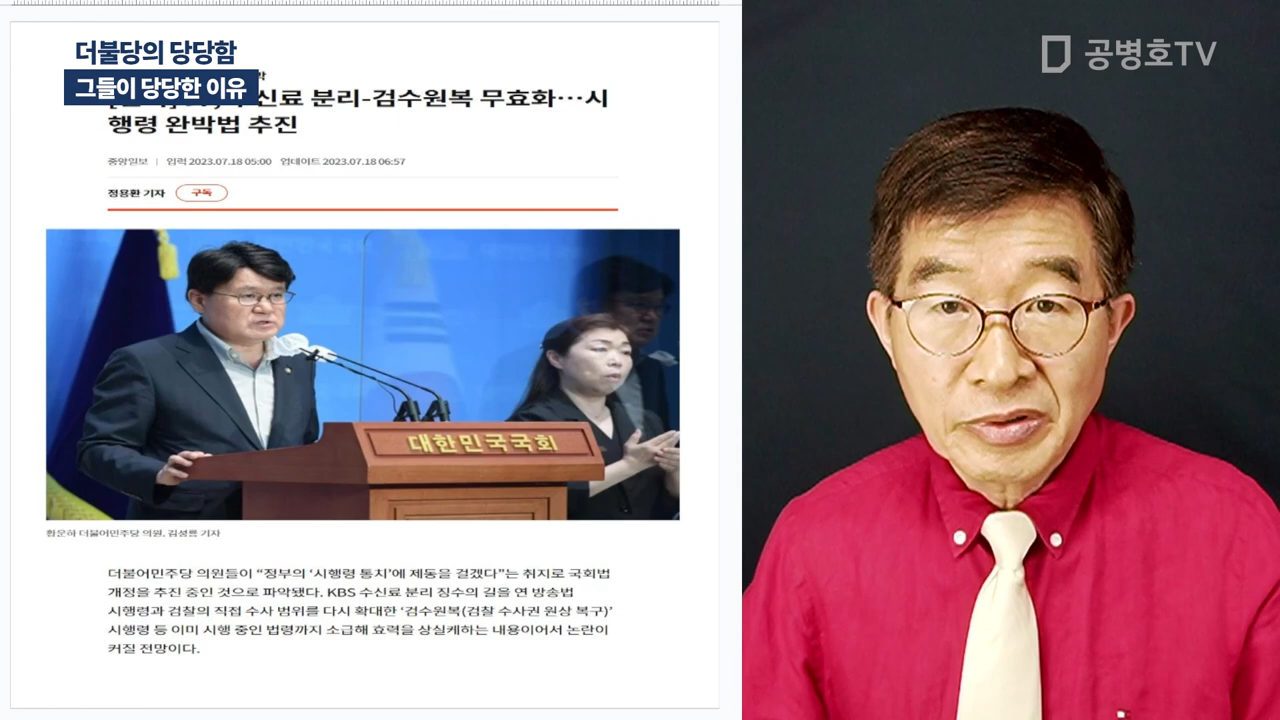 더불당의 당당함
그들이 당당한 이유
공병호TV
수신료 분리-검수원복 무효화…시
행령 완박법 추진
중앙일보 | 입력 2023.07.18 05:00 업데이트 2023.07.18 06:57
정용환 기자 구독
대한민국국회
황운하 더불어민주당 의원. 김성룡 기자
더불어민주당 의원들이 “정부의 ‘시행령 통치’에 제동을 걸겠다”는 취지로 국회법
개정을 추진 중인 것으로 파악됐다. KBS 수신료 분리 징수의 길을 연 방송법
시행령과 검찰의 직접 수사 범위를 다시 확대한 ‘검수원복(검찰 수사권 원상 복구)’
시행령 등 이미 시행 중인 법령까지 소급해 효력을 상실케하는 내용이어서 논란이
커질 전망이다.